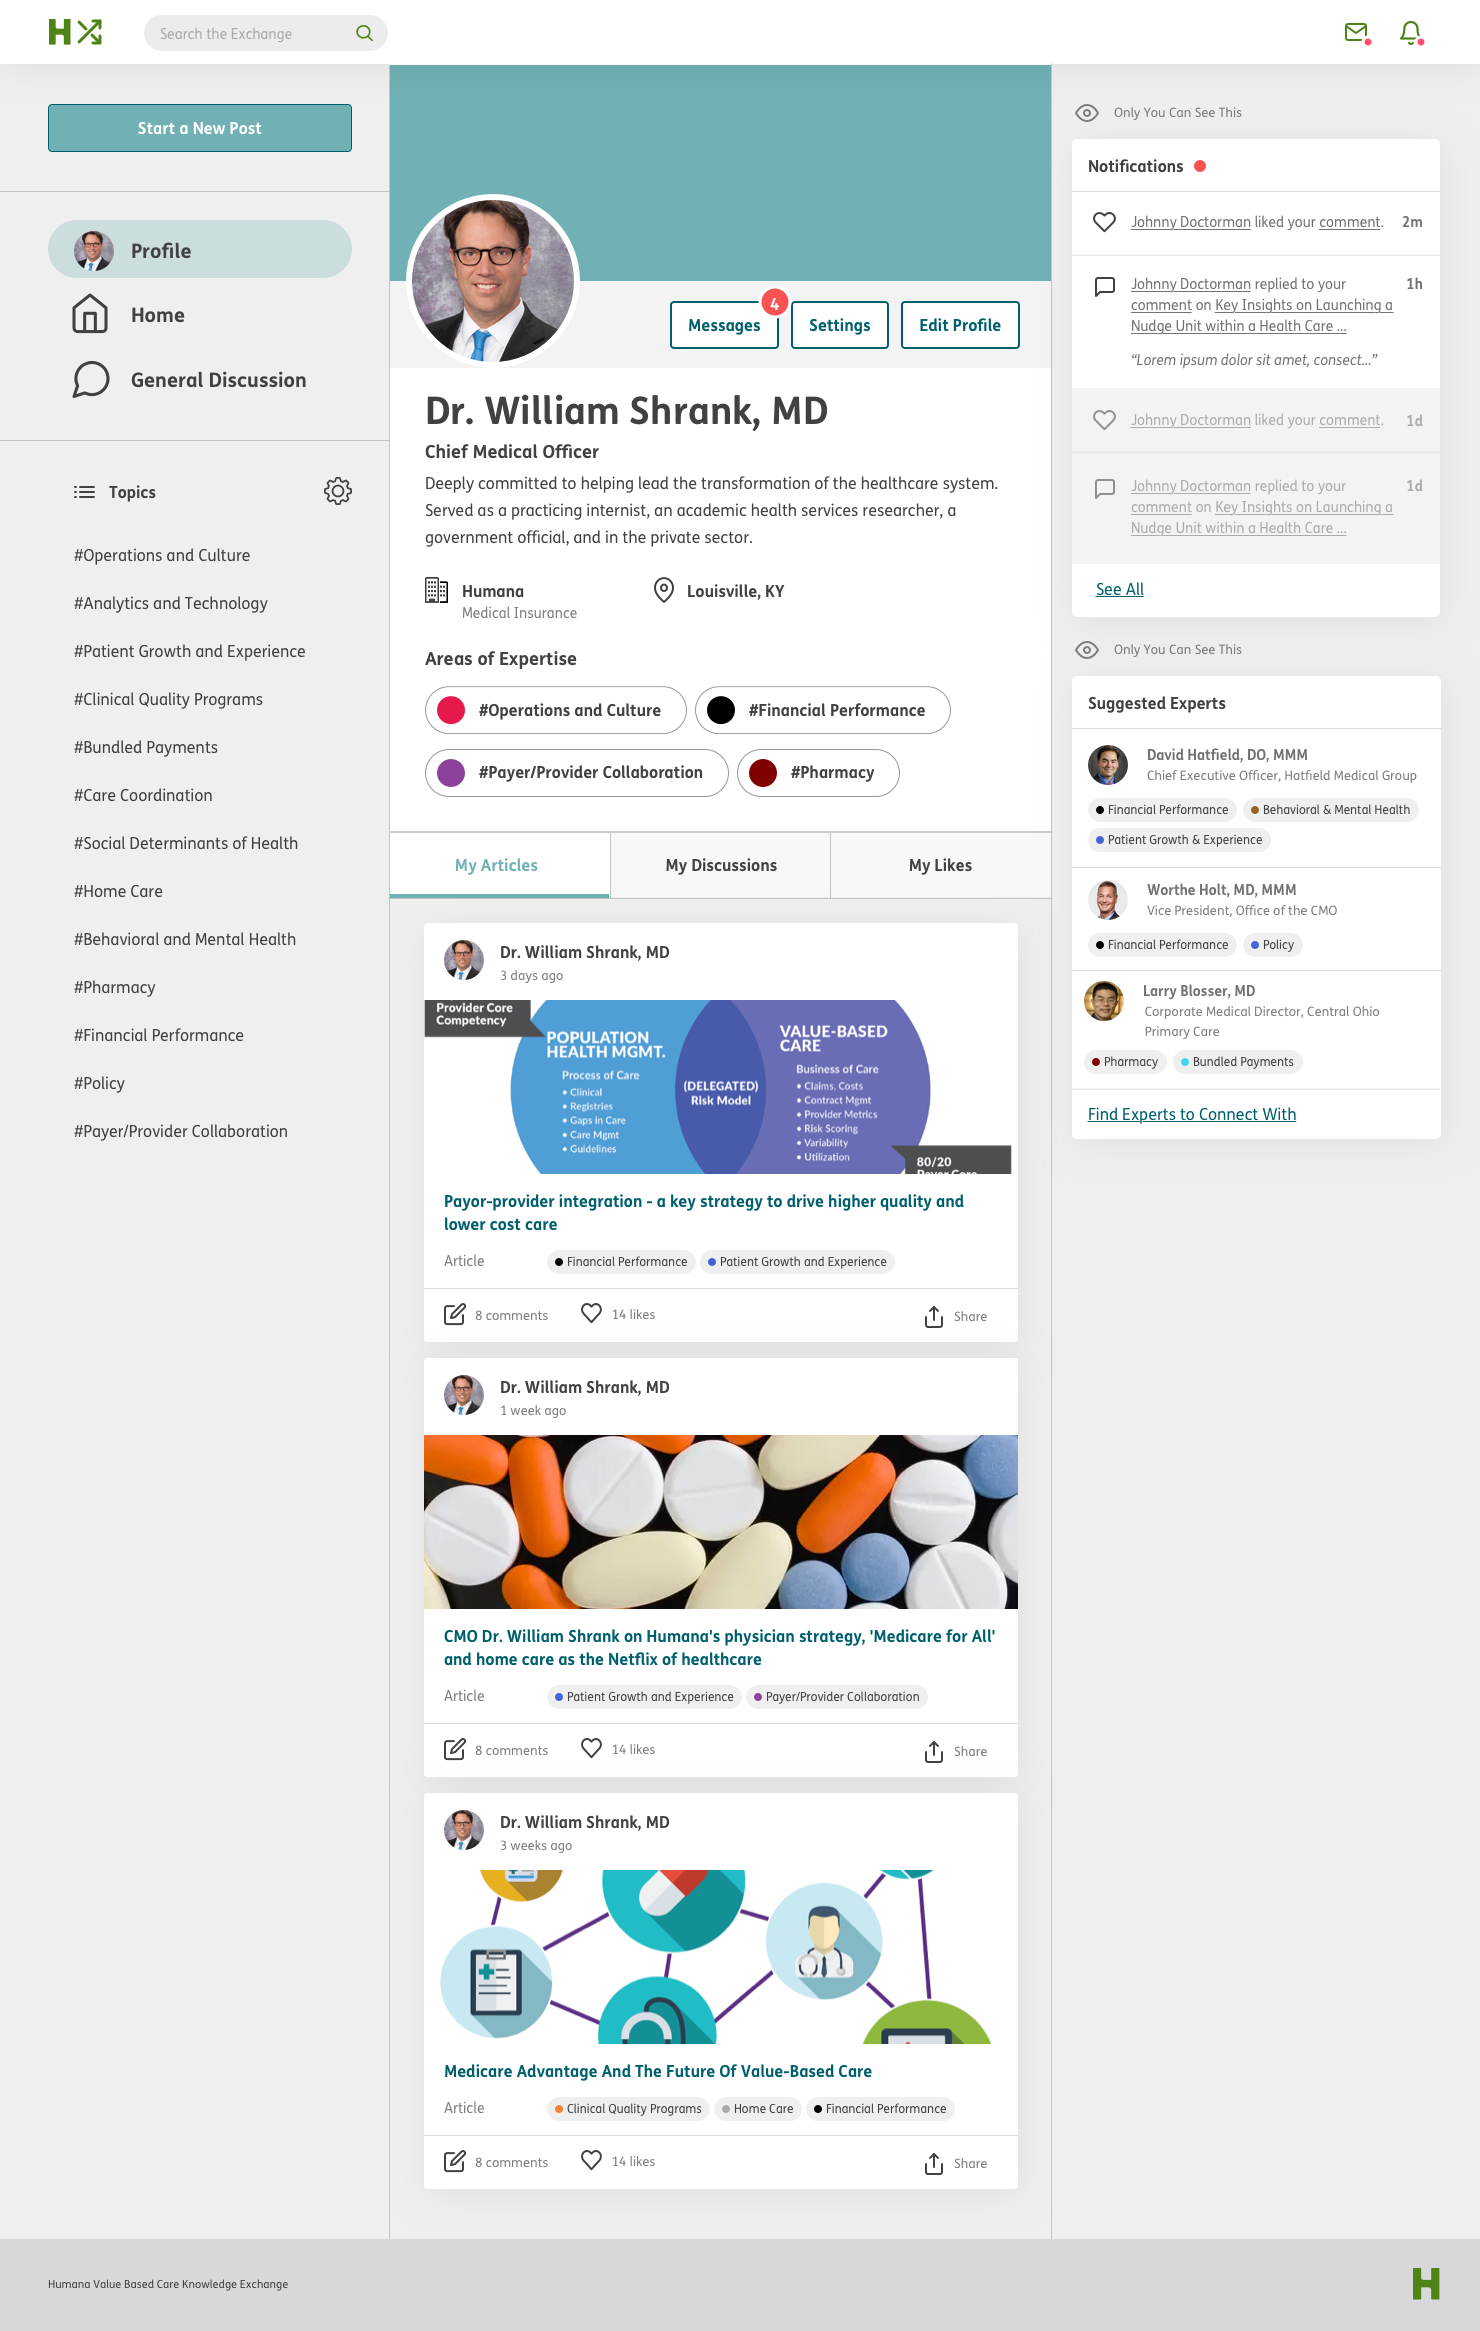 H
Search the Exchange
Start a New Post
Profile
Home
General Discussion
Topics
#Operations and Culture
#Analytics and Technology
#Patient Growth and Experience
#Clinical Quality Programs
#Bundled Payments
#Care Coordination
#Social Determinants of Health
#Home Care
#Behavioral and Mental Health
#Pharmacy
#Financial Performance
#Policy
#Payer/Provider Collaboration
4
Messages
Settings
Edit Profile
Dr. William Shrank, MD
Chief Medical Officer
Deeply committed to helping lead the transformation of the healthcare system.
Served as a practicing internist, an academic health services researcher, a
government official, and in the private sector.
Humana
Medical Insurance
Louisville, KY
Areas of Expertise
#Operations and Culture
#Financial Performance
#Payer/Provider Collaboration
#Pharmacy
My Articles
My Discussions
My Likes
Dr. William Shrank, MD
3 days ago
Provider Core
Competency
POPULATION
HEALTH MGMT.
Process of Care
• Clinical
• Registries
• Gaps in Care
• Care Mgmt
• Guidelines
(DELEGATED)
Risk Model
VALUE-BASED
CARE
Business of Care
• Claims, Costs
• Contract Mgmt
• Provider Metrics
• Risk Scoring
• Variability
• Utilization
80/20
Payer Core
Payor-provider integration - a key strategy to drive higher quality and
lower cost care
Article
Financial Performance
Patient Growth and Experience
8 comments
14 likes
Share
Dr. William Shrank, MD
1 week ago
CMO Dr. William Shrank on Humana's physician strategy, 'Medicare for All'
and home care as the Netflix of healthcare
Article
Patient Growth and Experience
Payer/Provider Collaboration
8 comments
14 likes
Share
Dr. William Shrank, MD
3 weeks ago
Medicare Advantage And The Future Of Value-Based Care
Article
Clinical Quality Programs
Home Care
Financial Performance
8 comments
14 likes
Share
Only You Can See This
Notifications
Johnny Doctorman liked your comment. 2m
Johnny Doctorman replied to your 1h
comment on Key Insights on Launching a
Nudge Unit within a Health Care ...
“Lorem ipsum dolor sit amet, consect...”
Johnny Doctorman liked your comment. 1d
Johnny Doctorman replied to your 1d
comment on Key Insights on Launching a
Nudge Unit within a Health Care ...
See All
Only You Can See This
Suggested Experts
David Hatfield, DO, MMM
Chief Executive Officer, Hatfield Medical Group
Financial Performance
Behavioral & Mental Health
Patient Growth & Experience
Worthe Holt, MD, MMM
Vice President, Office of the CMO
Financial Performance
Policy
Larry Blosser, MD
Corporate Medical Director, Central Ohio
Primary Care
Pharmacy
Bundled Payments
Find Experts to Connect With
Humana Value Based Care Knowledge Exchange
H